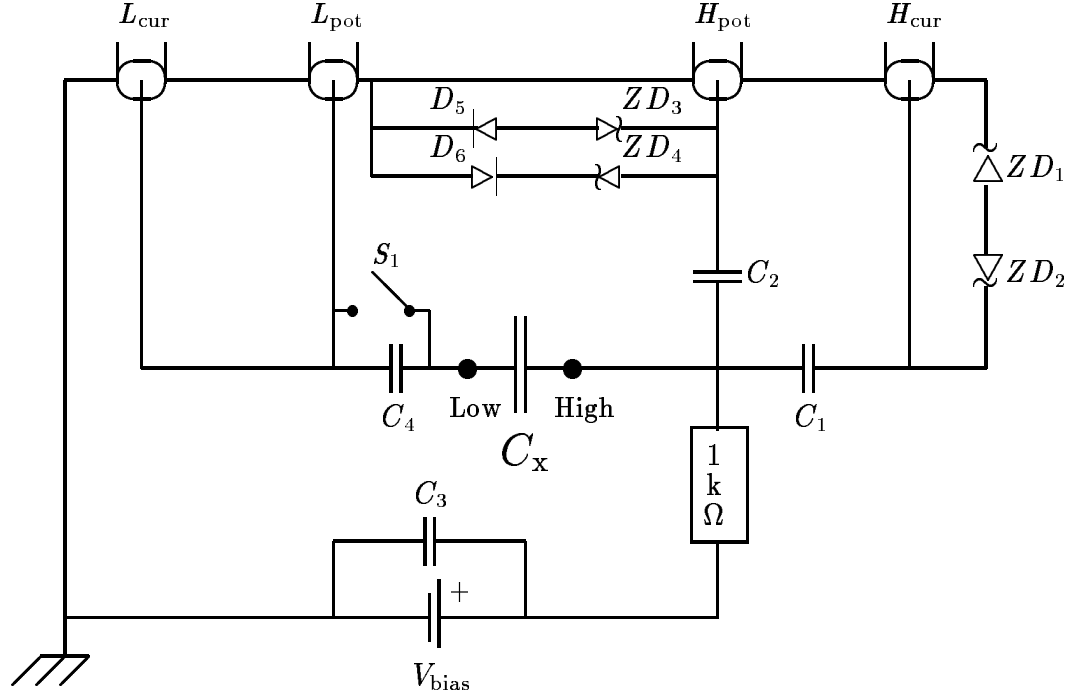 L_cur L_pot H_pot H_cur
D_5 ZD_3
D_6 ZD_4
ZD_1
S_1
C_2 ZD_2
Low High
C_4 C_1
C_x
1
k
Ω
C_3
+
V_bias